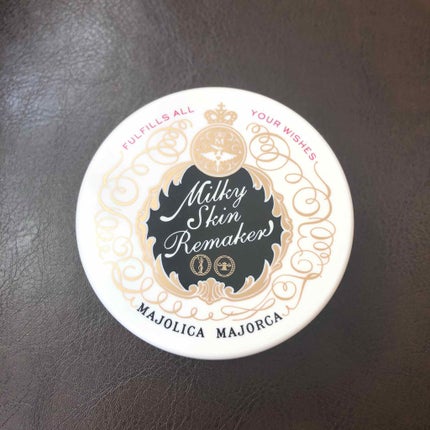 FULFILLS ALL YOUR WISHES
M
Milky
Skin
Remaker
MAJOLICA MAJORCA